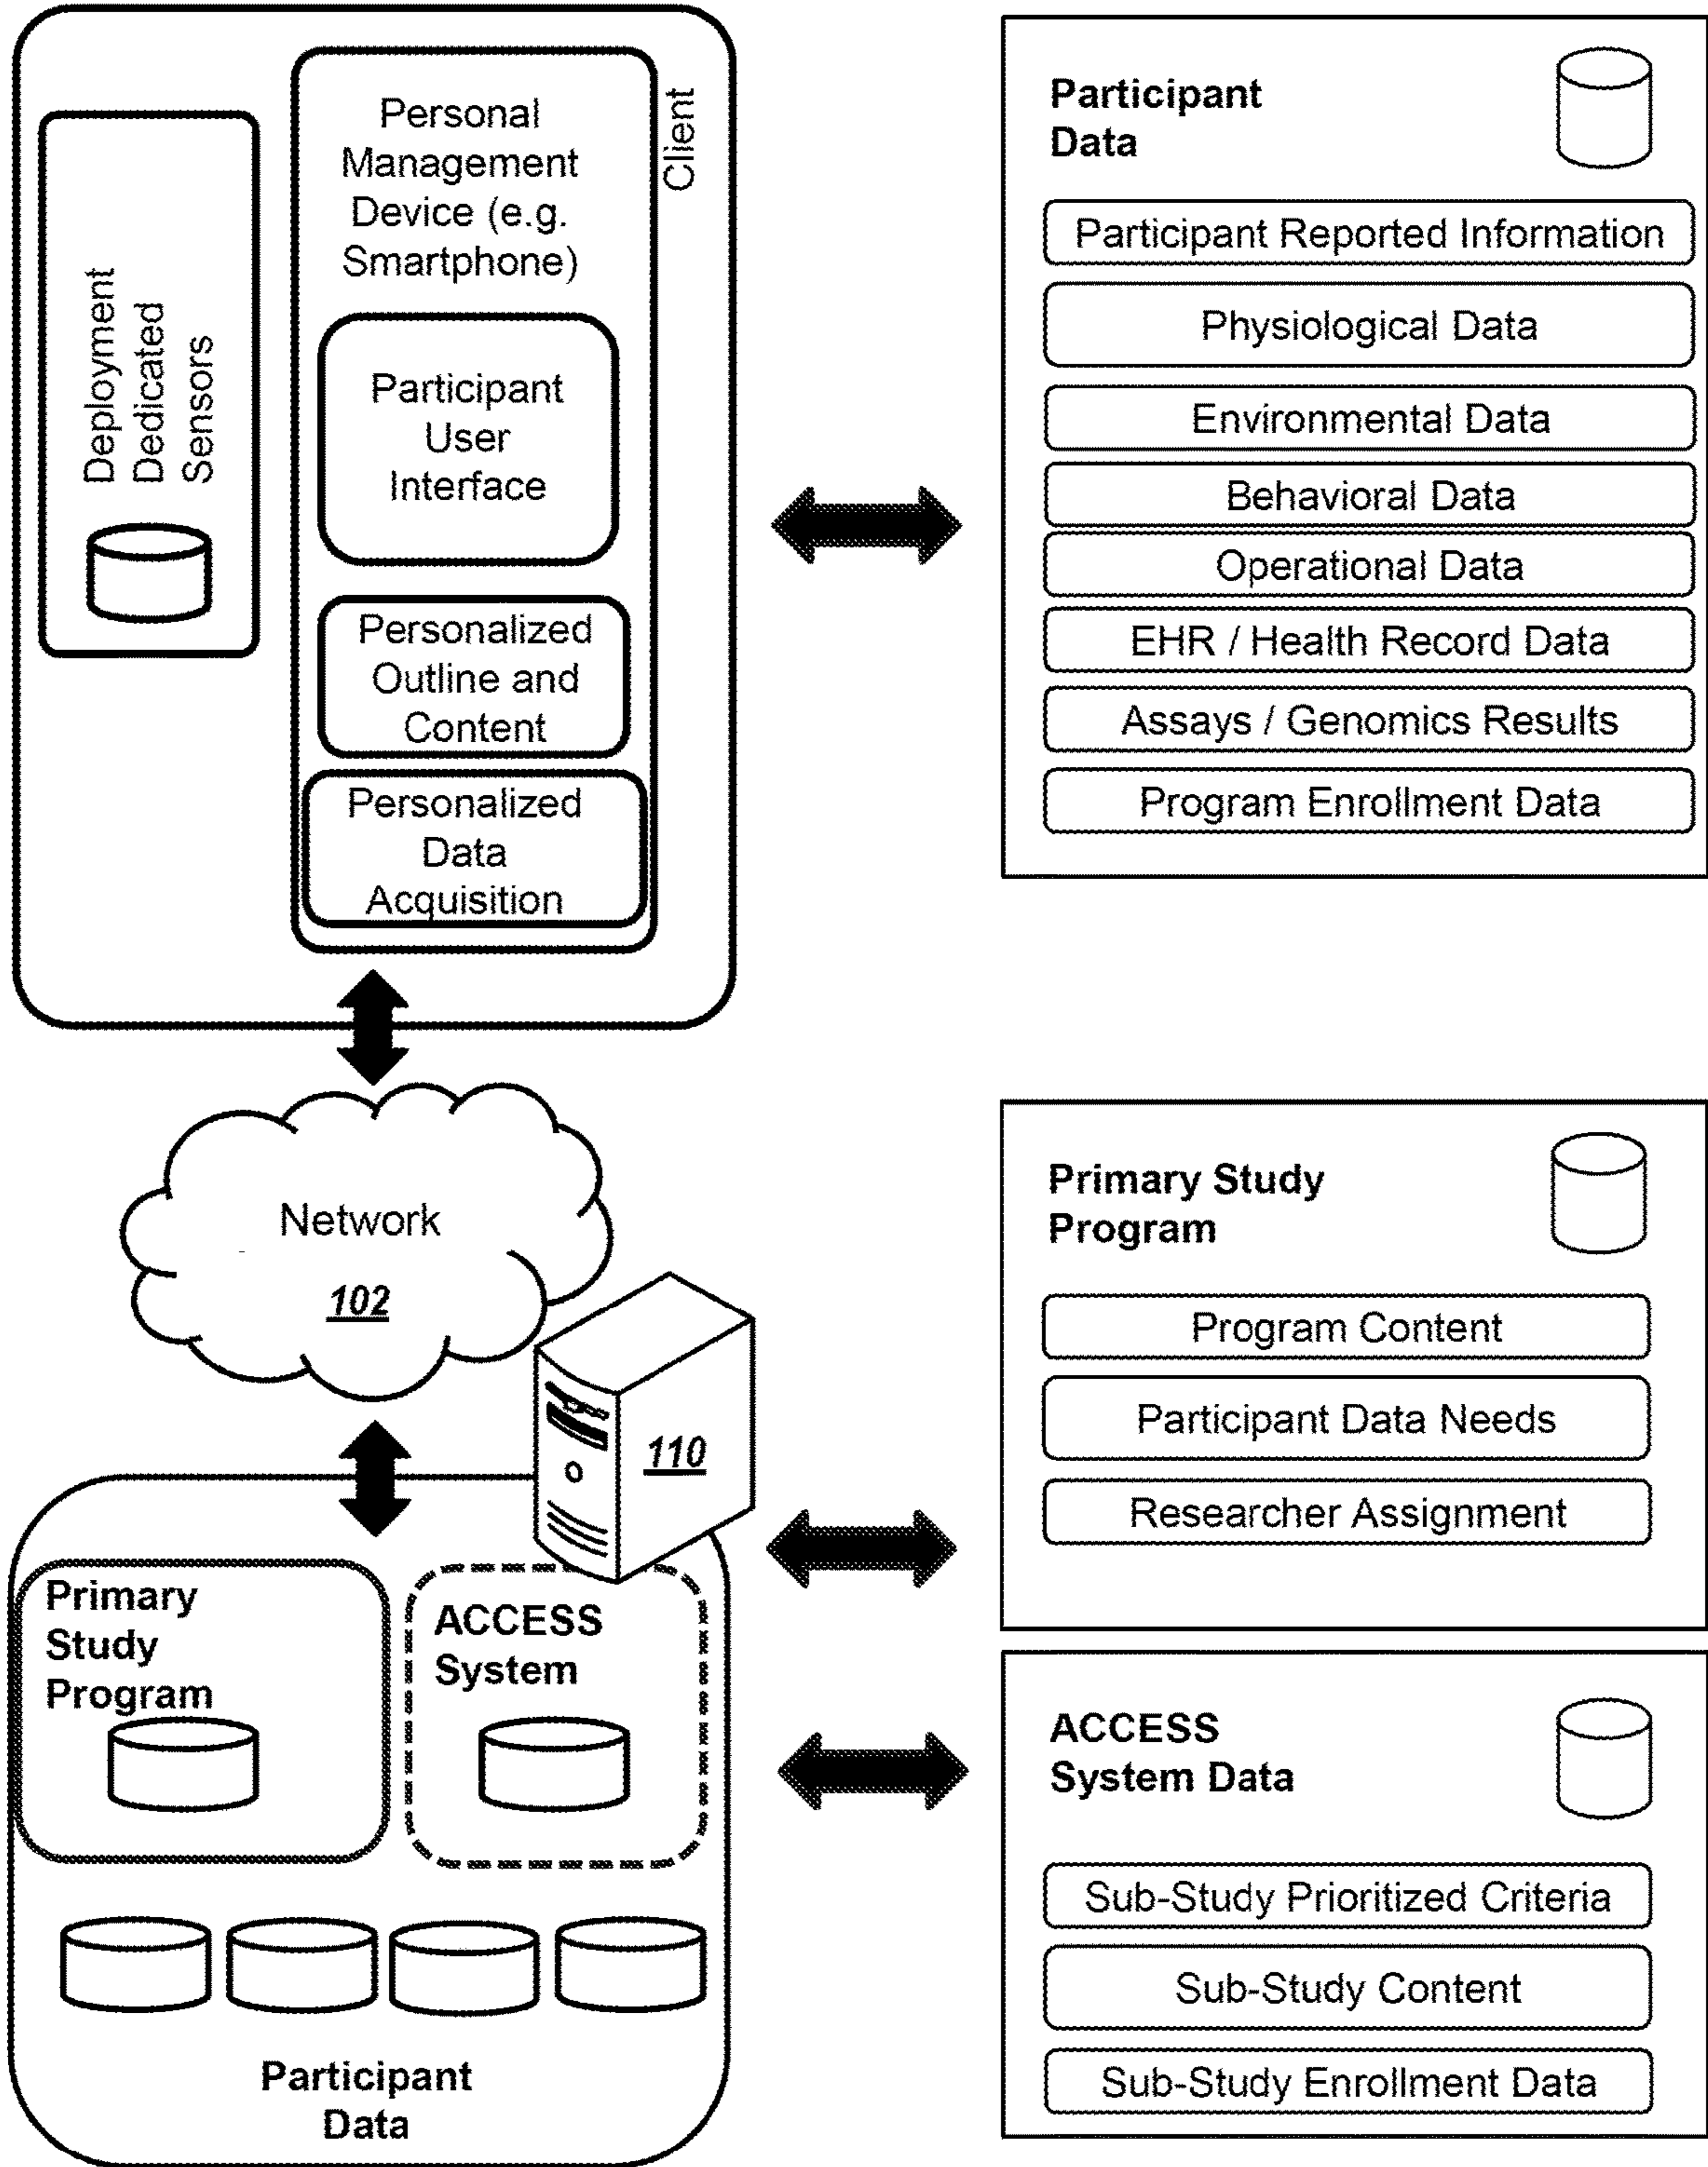 Deployment
Dedicated
Sensors
Personal
Management
Device (e.g.
Smartphone)
Client
Participant
User
Interface
Personalized
Outline and
Content
Personalized
Data
Acquisition
Participant
Data
Participant Reported Information
Physiological Data
Environmental Data
Behavioral Data
Operational Data
EHR / Health Record Data
Assays / Genomics Results
Program Enrollment Data
Network
102
110
Primary Study
Program
Program Content
Participant Data Needs
Researcher Assignment
Primary
Study
Program
ACCESS
System
Participant
Data
ACCESS
System Data
Sub-Study Prioritized Criteria
Sub-Study Content
Sub-Study Enrollment Data